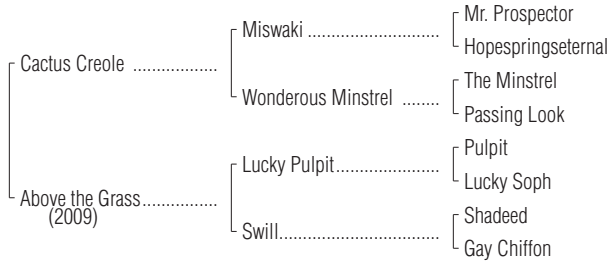 Mr. Prospector
Miswaki ........................................
Hopespringseternal
Cactus Creole .................
The Minstrel
Wonderous Minstrel ........
Passing Look
Pulpit
Lucky Pulpit................................
Lucky Soph
Above the Grass...............
(2009)
Shadeed
Swill..................................
Gay Chiffon